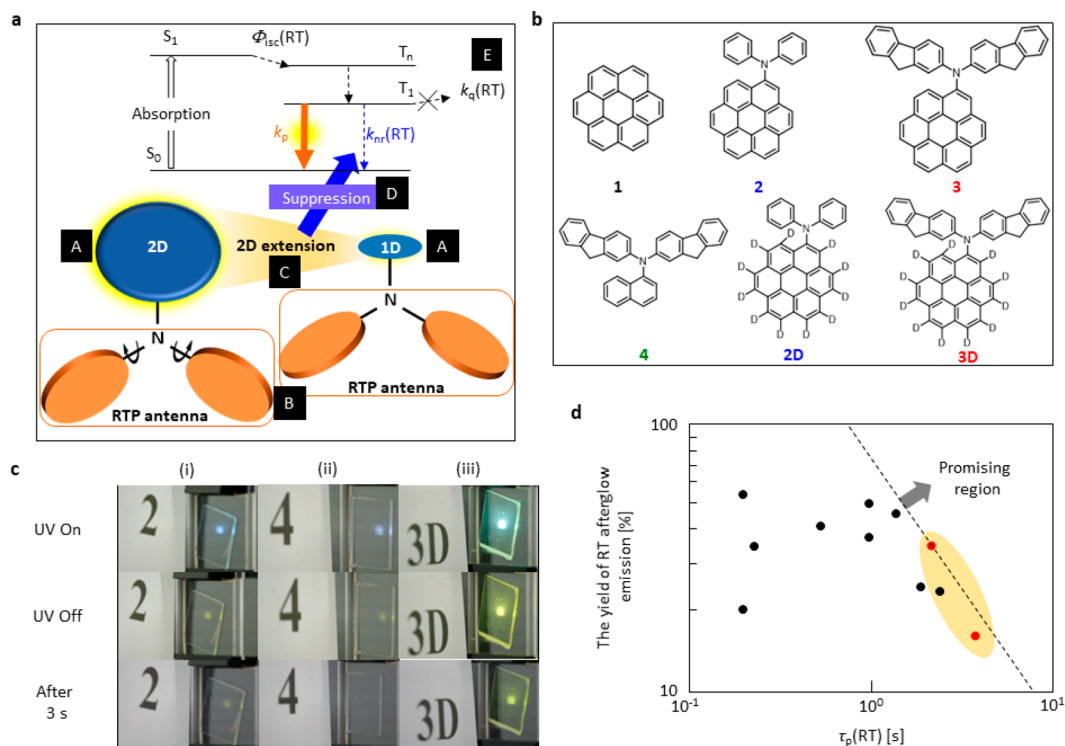 a
S1
Φisc(RT)
Tn
E
T1
kq(RT)
Absorption
kp
knr(RT)
S0
Suppression
D
A
2D
2D extension
C
1D
A
N
N
RTP antenna
B
RTP antenna
b
N
N
1
2
3
N
N
D
D
D
D
D
D
D
D
D
D
D
N
D
D
D
D
D
D
D
D
D
D
D
4
2D
3D
c
(i)
(ii)
(iii)
UV On
2
4
3D
UV Off
2
4
3D
After
3 s
2
4
3D
d
The yield of RT afterglow
emission [%]
100
10
Promising
region
10-1
100
101
τp(RT) [s]